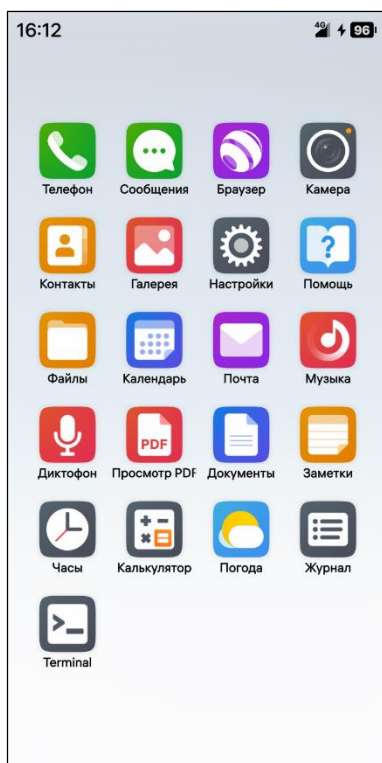 16:12 4G 96
Телефон Сообщения Браузер Камера
Контакты Галерея Настройки Помощь
?
Файлы Календарь Почта Музыка
PDF
Диктофон Просмотр PDF Документы Заметки
Часы Калькулятор Погода Журнал
>_
Terminal